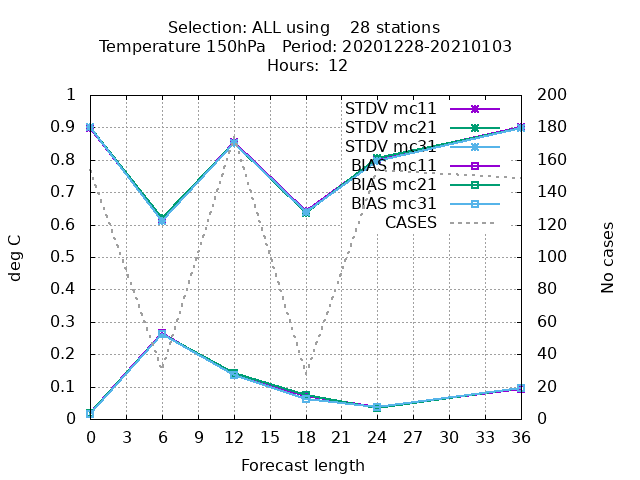 Selection: ALL using    28 stations
Temperature 150hPa   Period: 20201228-20210103
Hours:  12
STDV mc11
STDV mc21
STDV mc31
BIAS mc11
BIAS mc21
BIAS mc31
CASES
deg C
1
0.9
0.8
0.7
0.6
0.5
0.4
0.3
0.2
0.1
0
200
180
160
140
120
100
80
60
40
20
0
No cases
0 3 6 9 12 15 18 21 24 27 30 33 36
Forecast length